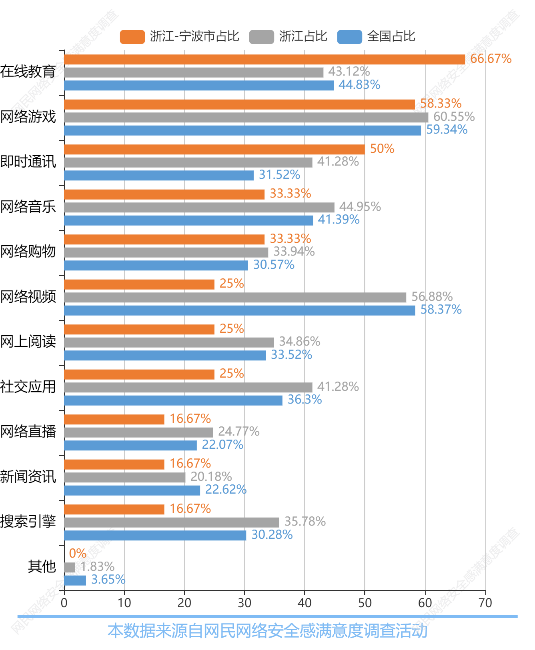 浙江-宁波市占比 浙江占比 全国占比
在线教育 66.67% 43.12% 44.83%
网络游戏 58.33% 60.55% 59.34%
即时通讯 50% 41.28% 31.52%
网络音乐 33.33% 44.95% 41.39%
网络购物 33.33% 33.94% 30.57%
网络视频 25% 56.88% 58.37%
网上阅读 25% 34.86% 33.52%
社交应用 25% 41.28% 36.3%
网络直播 16.67% 24.77% 22.07%
新闻资讯 16.67% 20.18% 22.62%
搜索引擎 16.67% 35.78% 30.28%
其他 0% 1.83% 3.65%
0 10 20 30 40 50 60 70
本数据来源自网民网络安全感满意度调查活动